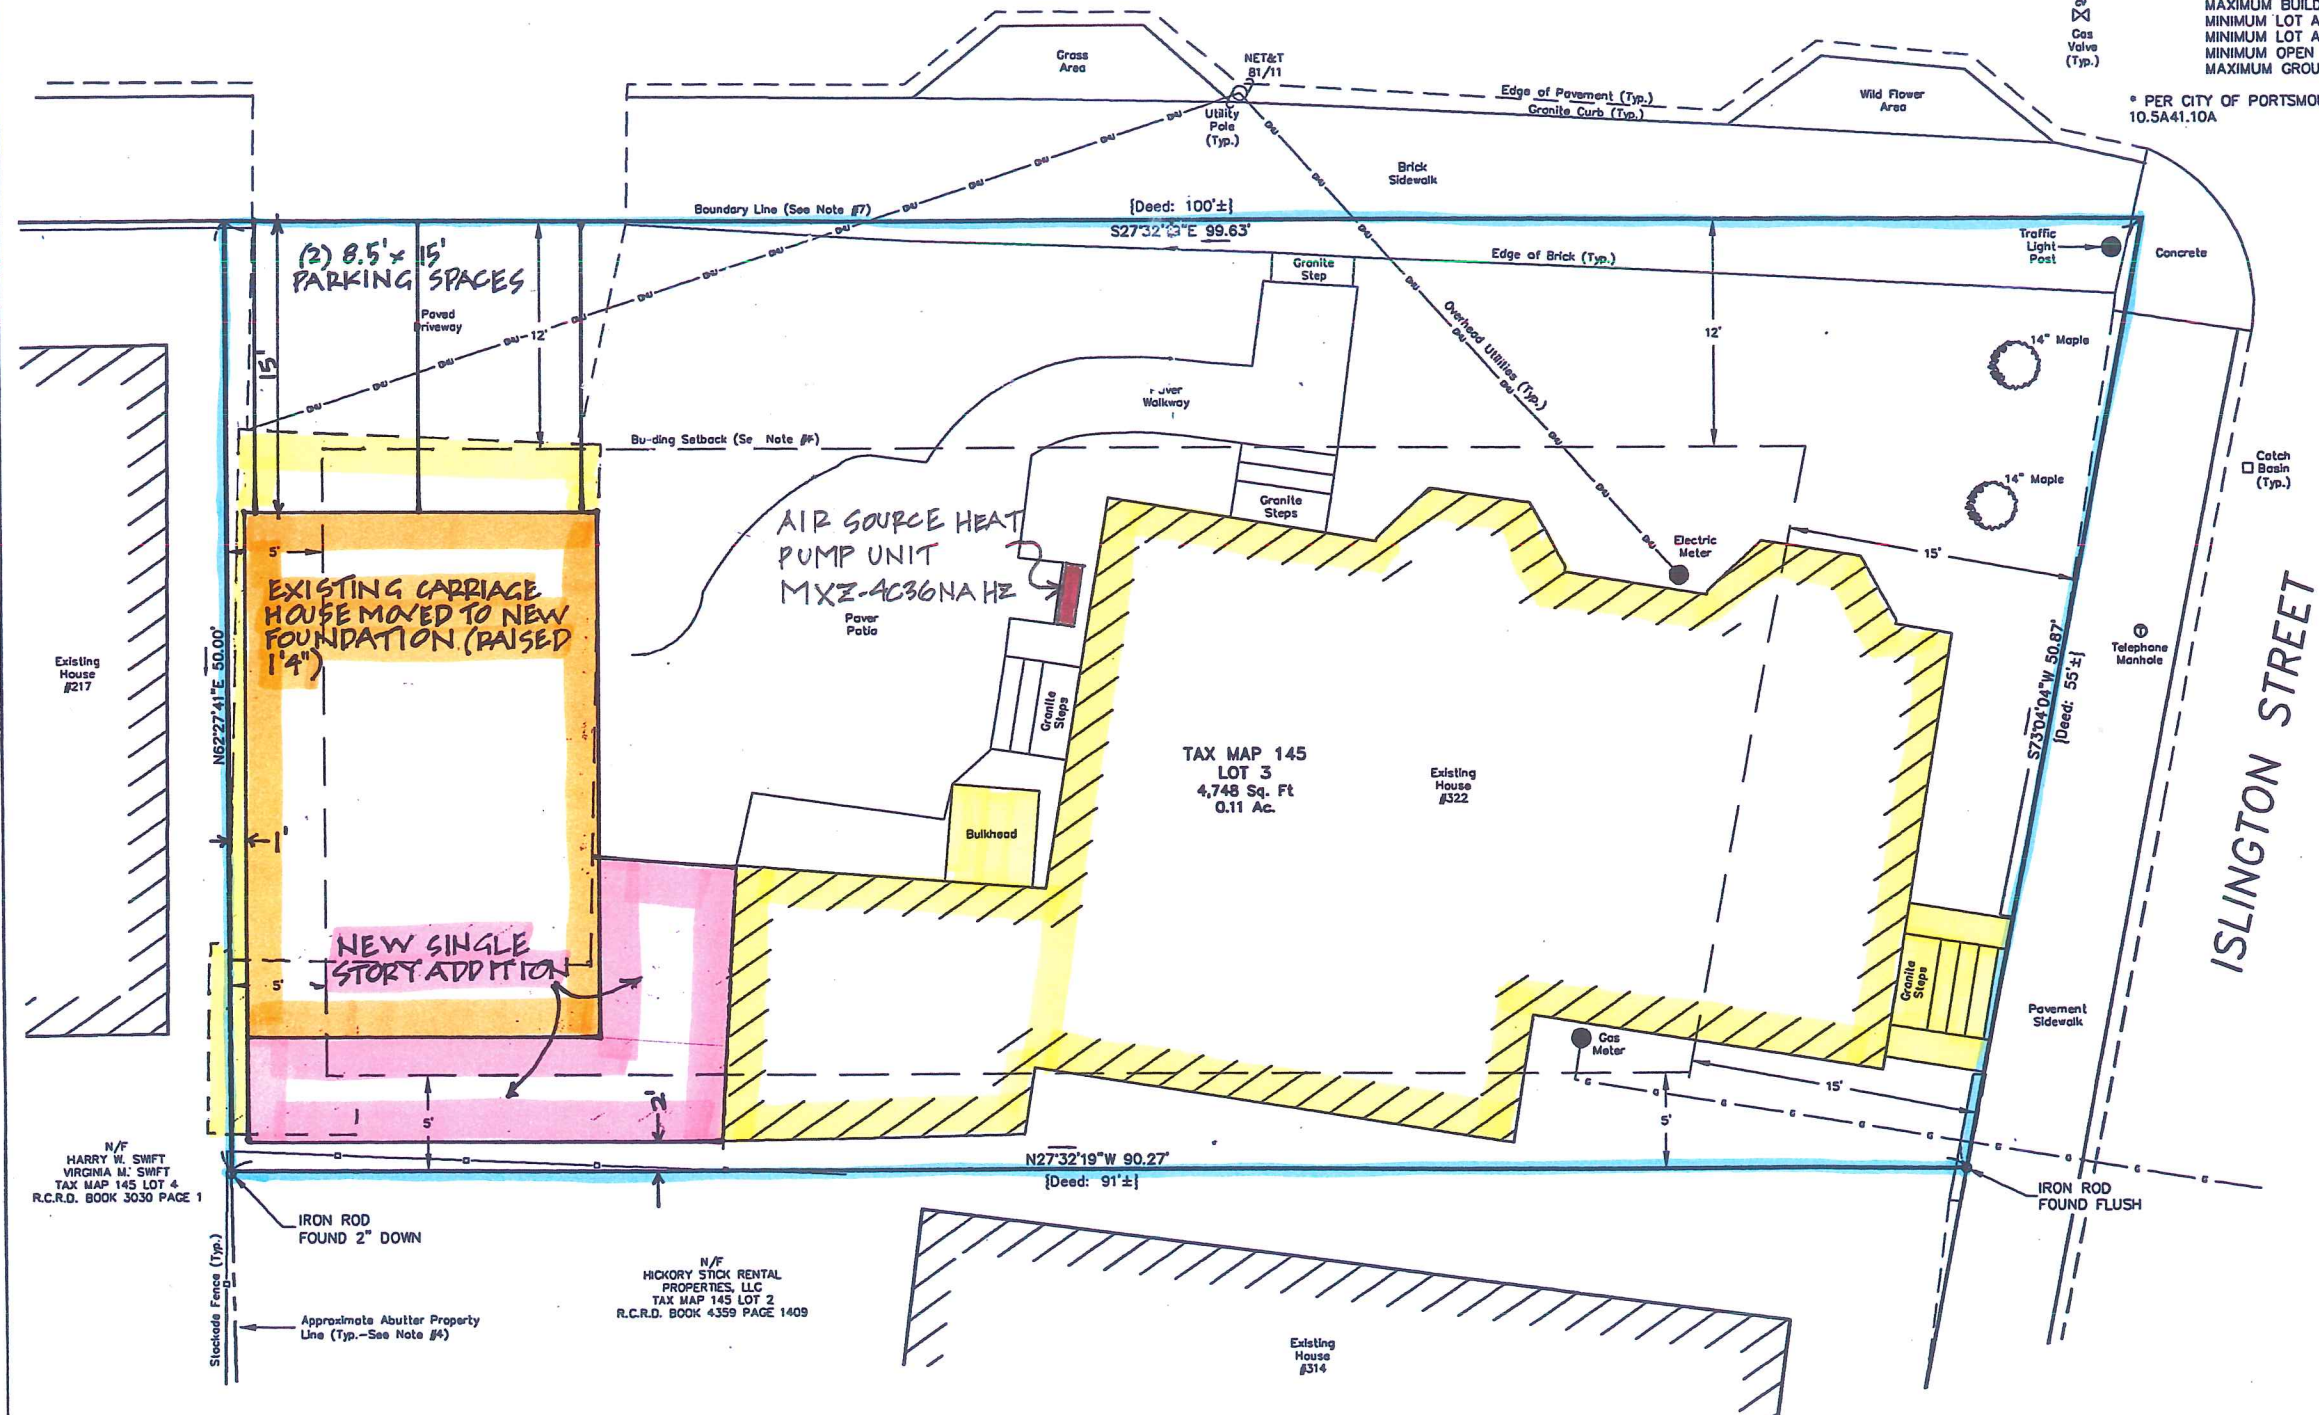 Gas
Valve
(Typ.)
MAXIMUM BUILD
MINIMUM LOT A
MINIMUM LOT A
MINIMUM OPEN
MAXIMUM GROU
* PER CITY OF PORTSMOU
10.5A41.10A
Grass
Area
NET&T
81/11
Utility
Pole
(Typ.)
Edge of Pavement (Typ.)
Granite Curb (Typ.)
Wild Flower
Area
Brick
Sidewalk
Boundary Line (See Note #7)
{Deed: 100'±}
S27°32'13"E 99.63'
Traffic
Light
Post
Concrete
(2) 8.5' x 15'
PARKING SPACES
Paved
Driveway
15'
12'
Granite
Step
Edge of Brick (Typ.)
12'
Overhead Utilities (Typ.)
14" Maple
Walkway
Building Setback (See Note
14" Maple
Catch
Basin
(Typ.)
Granite
Steps
AIR SOURCE HEAT
PUMP UNIT
MXZ-4C36NAHZ
Paver
Patio
Electric
Meter
15'
5'
EXISTING CARRIAGE
HOUSE MOVED TO NEW
FOUNDATION (RAISED
1'4")
Existing
House
#217
N62°27'41"E 50.00'
Granite
Steps
TAX MAP 145
LOT 3
4,748 Sq. Ft
0.11 Ac.
Existing
House
#322
S73°04'04"W 50.87'
{Deed: 55'±}
Telephone
Manhole
ISLINGTON STREET
1'
Bulkhead
NEW SINGLE
STORY ADDITION
5'
Granite
Steps
Pavement
Sidewalk
Gas
Meter
15'
5'
2'
5'
N/F
HARRY W. SWIFT
VIRGINIA M. SWIFT
TAX MAP 145 LOT 4
R.C.R.D. BOOK 3030 PAGE 1
N27°32'19"W 90.27'
{Deed: 91'±}
IRON ROD
FOUND FLUSH
IRON ROD
FOUND 2" DOWN
Stockade Fence (Typ.)
N/F
HICKORY STICK RENTAL
PROPERTIES, LLC
TAX MAP 145 LOT 2
R.C.R.D. BOOK 4359 PAGE 1409
Approximate Abutter Property
Line (Typ.-See Note #4)
Existing
House
#314